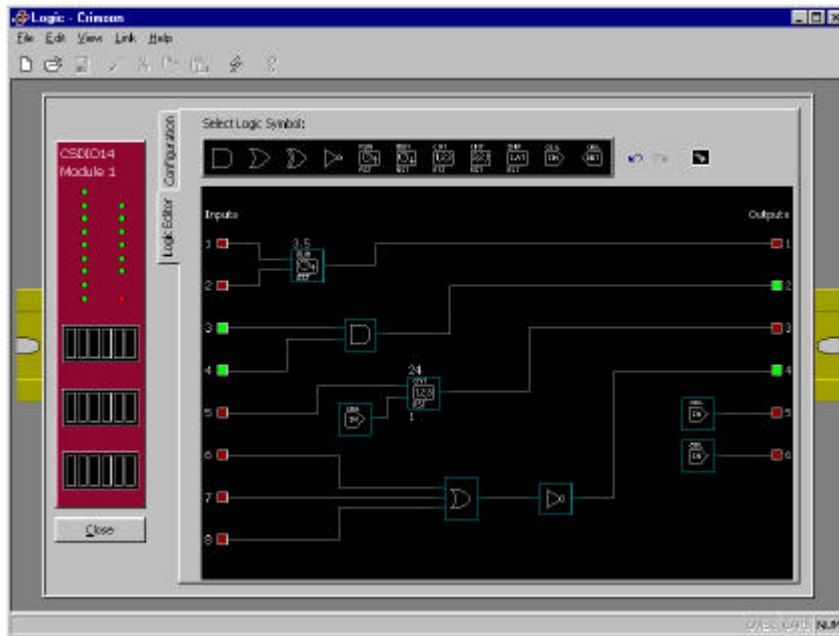 Logic - Crimson
File Edit View Link Help
Select Logic Symbol:
Configuration
Logic Editor
CSDIO14
Module 1
Inputs
Outputs
1
2
3
4
5
6
7
8
3.5
24
1
1
2
3
4
5
6
Close
NUM